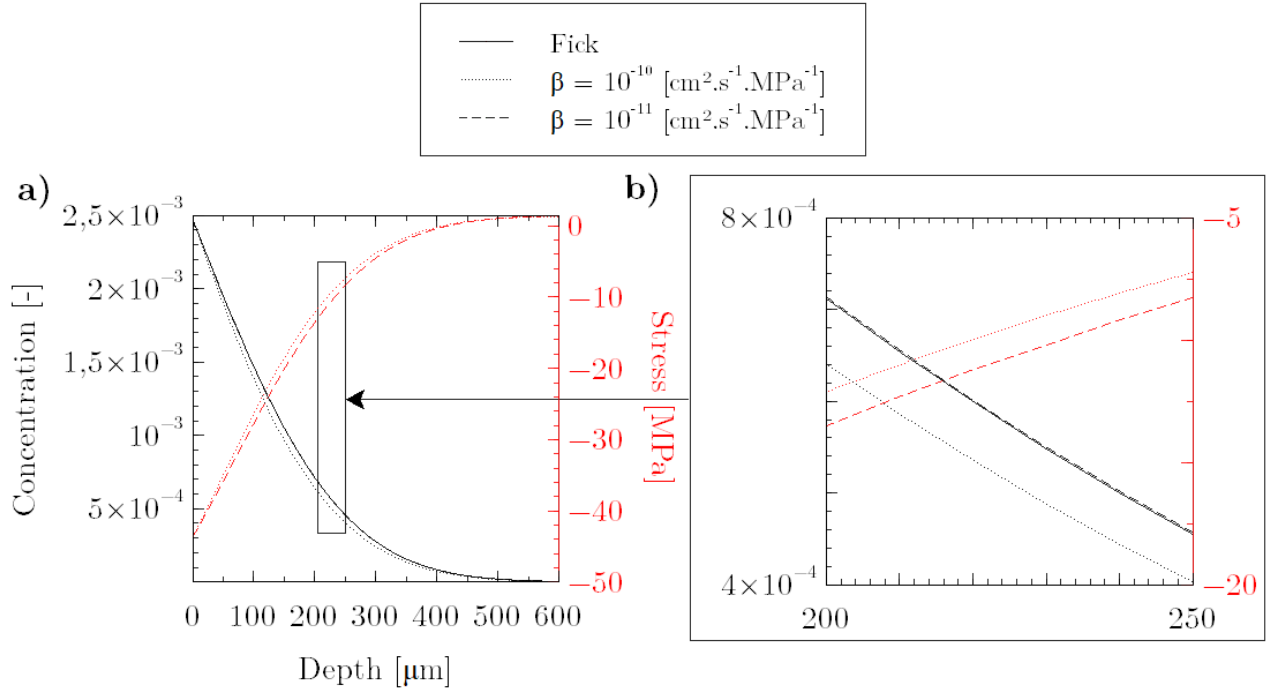 Fick
β = 10⁻¹⁰ [cm².s⁻¹.MPa⁻¹]
β = 10⁻¹¹ [cm².s⁻¹.MPa⁻¹]
a)
2,5×10⁻³
2×10⁻³
1,5×10⁻³
10⁻³
5×10⁻⁴
Concentration [-]
0
−10
−20
−30
−40
−50
Stress [MPa]
0 100 200 300 400 500 600
Depth [μm]
b)
8×10⁻⁴
4×10⁻⁴
−5
−20
200 250